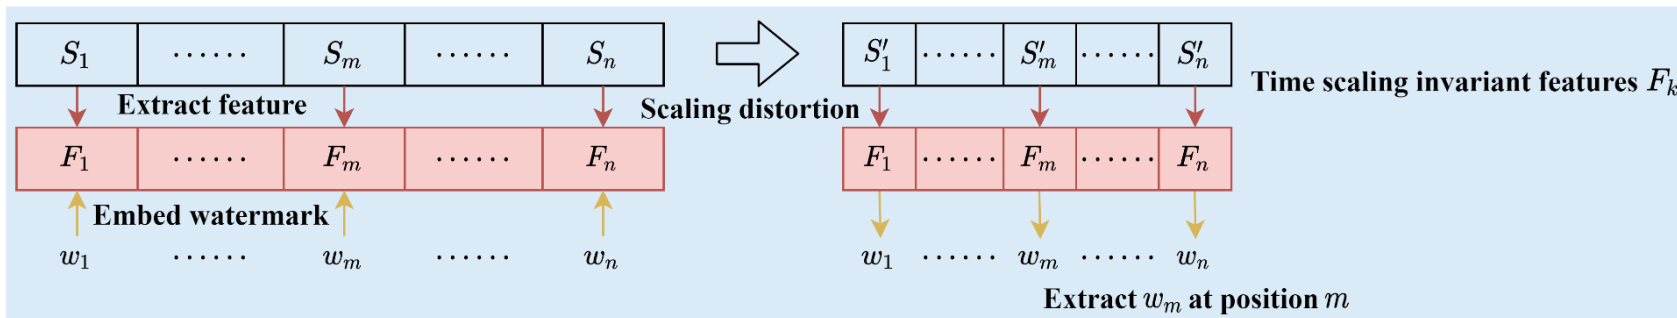 S₁ ⋯⋯ Sₘ ⋯⋯ Sₙ S′₁ ⋯⋯ S′ₘ ⋯⋯ S′ₙ
Time scaling invariant features Fₖ
Extract feature
Scaling distortion
F₁ ⋯⋯ Fₘ ⋯⋯ Fₙ F₁ ⋯⋯ Fₘ ⋯⋯ Fₙ
Embed watermark
w₁ ⋯⋯ wₘ ⋯⋯ wₙ w₁ ⋯⋯ wₘ ⋯⋯ wₙ
Extract wₘ at position m